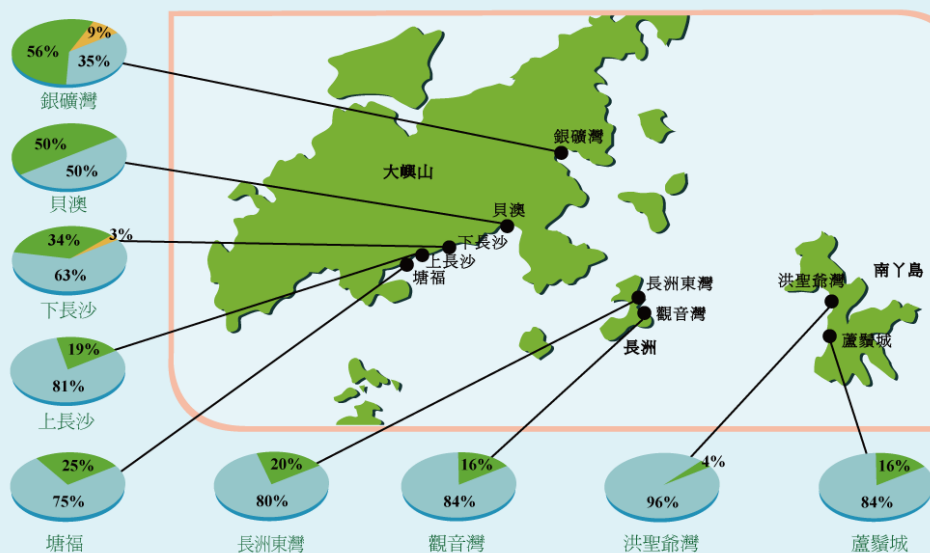 56%
9%
35%
銀礦灣
50%
50%
貝澳
34%
3%
63%
下長沙
19%
81%
上長沙
25%
75%
塘福
20%
80%
長洲東灣
16%
84%
觀音灣
4%
96%
洪聖爺灣
16%
84%
蘆鬚城
大嶼山
銀礦灣
貝澳
下長沙
上長沙
塘福
長洲東灣
觀音灣
長洲
洪聖爺灣
南丫島
蘆鬚城